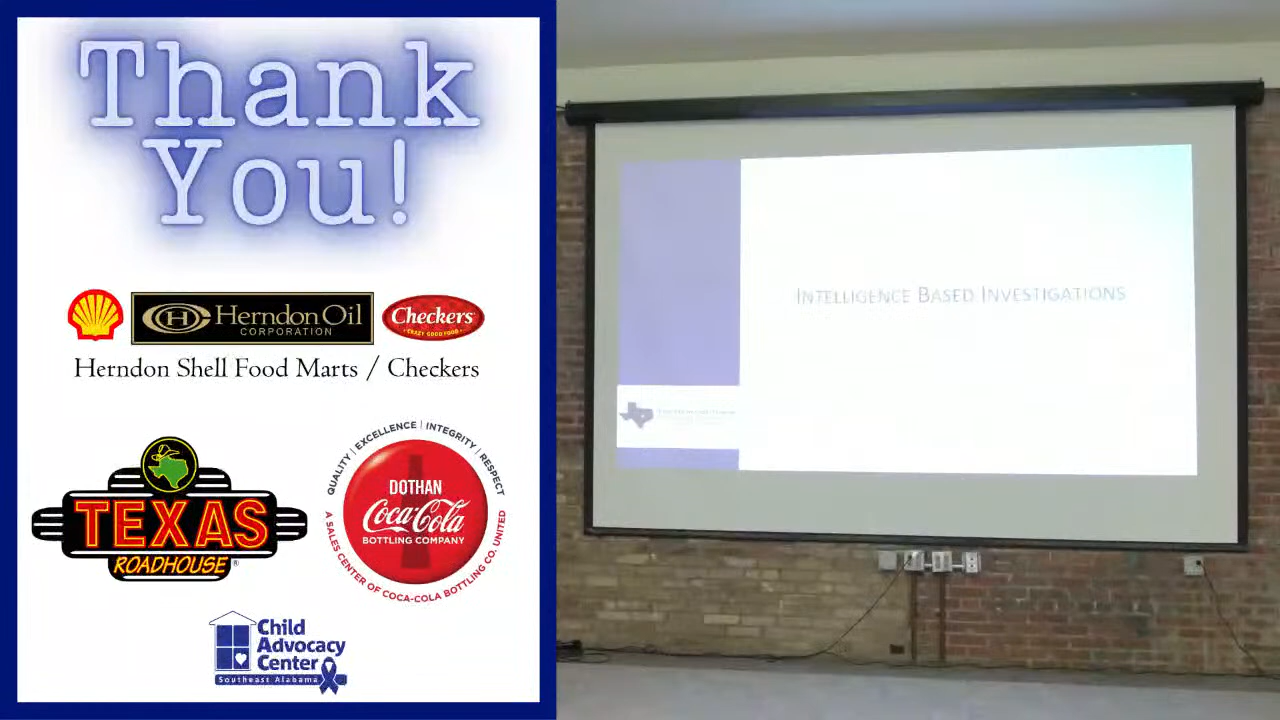 Thank
You!
Herndon Oil
CORPORATION
Checkers
CRAZY GOOD FOOD
Herndon Shell Food Marts / Checkers
TEXAS
ROADHOUSE®
QUALITY | EXCELLENCE | INTEGRITY | RESPECT
DOTHAN
Coca-Cola
BOTTLING COMPANY
A SALES CENTER OF COCA-COLA BOTTLING CO. UNITED
Child
Advocacy
Center
Southeast Alabama
INTELLIGENCE BASED INVESTIGATIONS